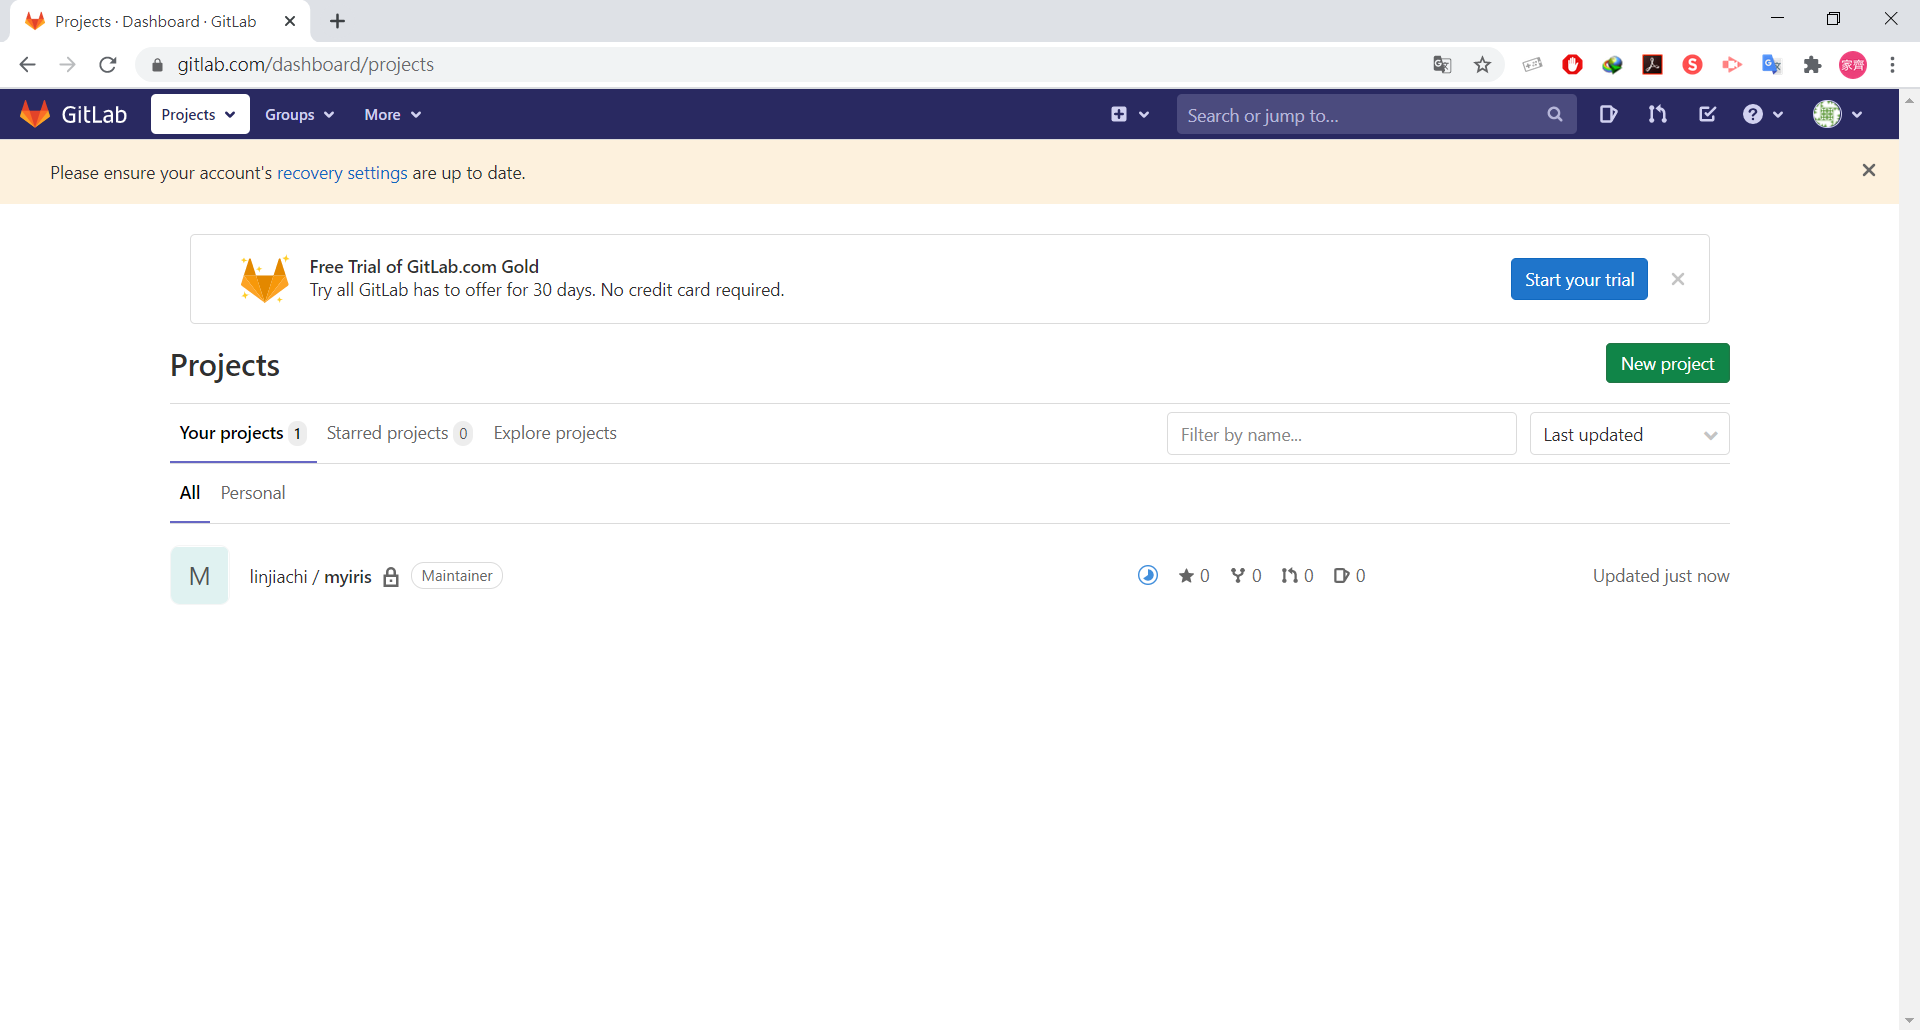 Projects · Dashboard · GitLab
gitlab.com/dashboard/projects
家齊
GitLab
Projects
Groups
More
Search or jump to...
Please ensure your account's recovery settings are up to date.
Free Trial of GitLab.com Gold
Try all GitLab has to offer for 30 days. No credit card required.
Start your trial
Projects
New project
Your projects 1
Starred projects 0
Explore projects
Filter by name...
Last updated
All
Personal
M
linjiachi / myiris
Maintainer
0
0
0
0
Updated just now